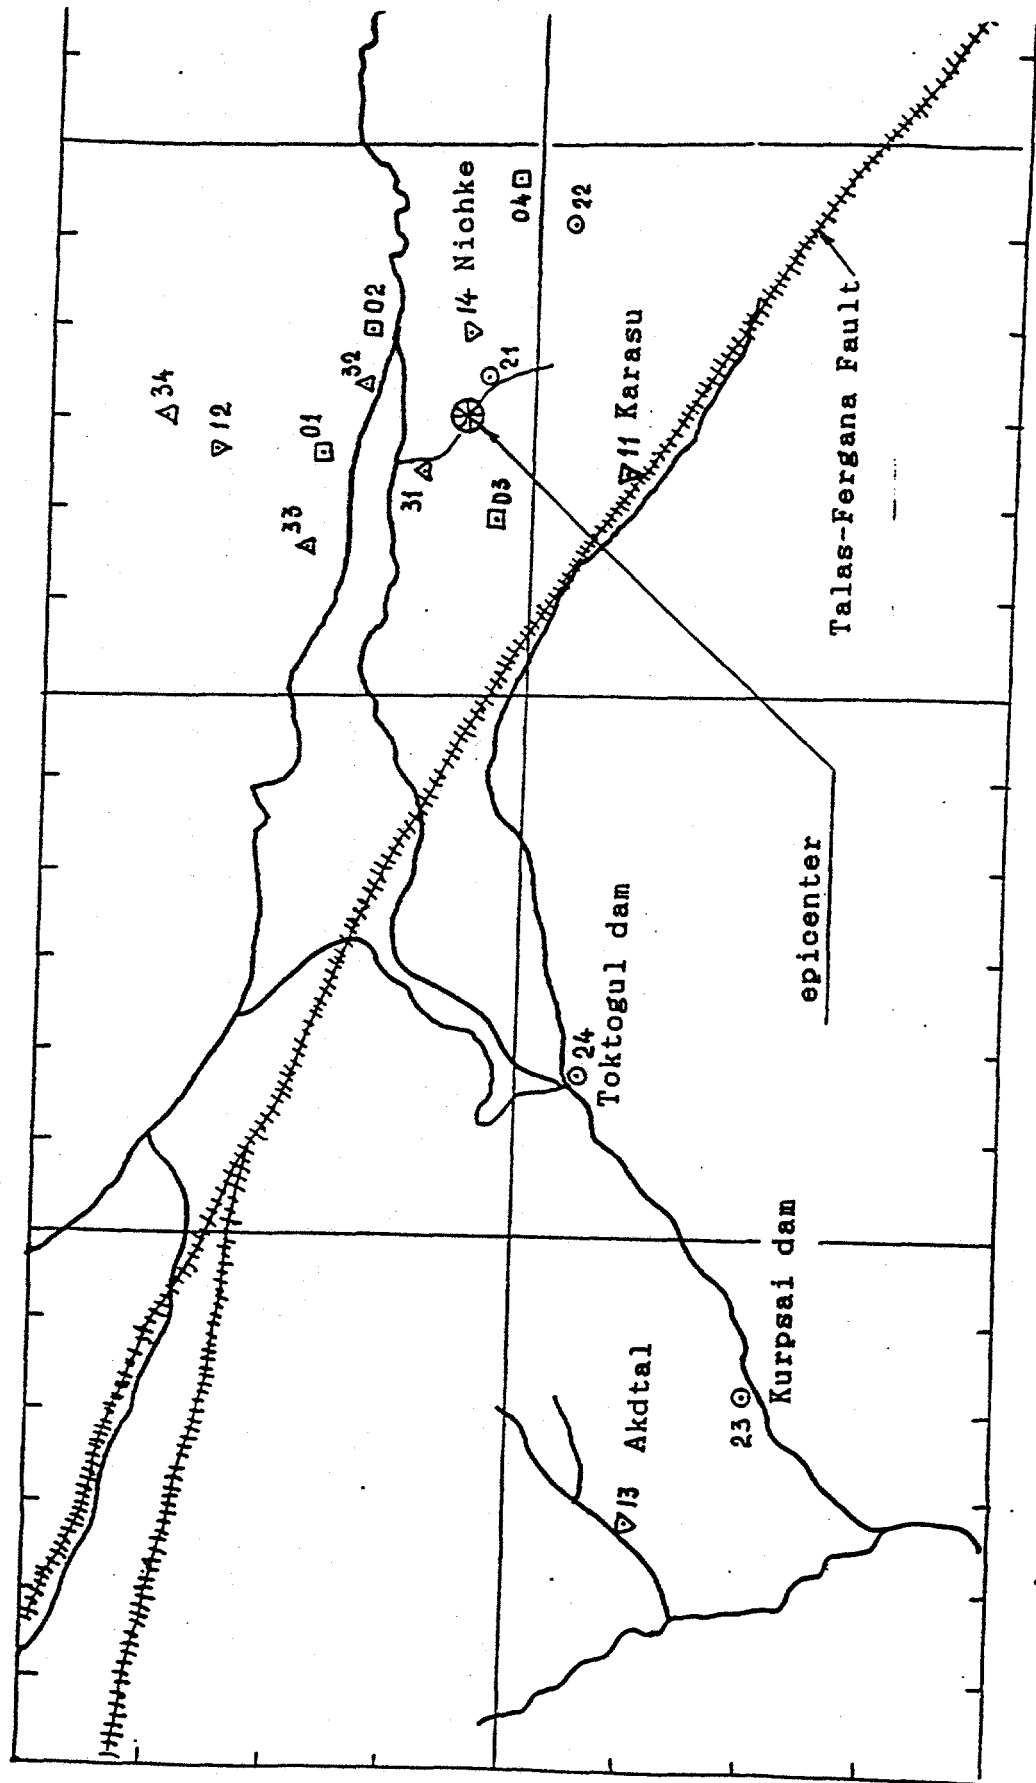 34
12
33
01
32
02
31
14 Nichke
21
04
22
03
11 Karasu
Talas-Fergana Fault
epicenter
24
Toktogul dam
Kurpsai dam
23
Akdtal
13